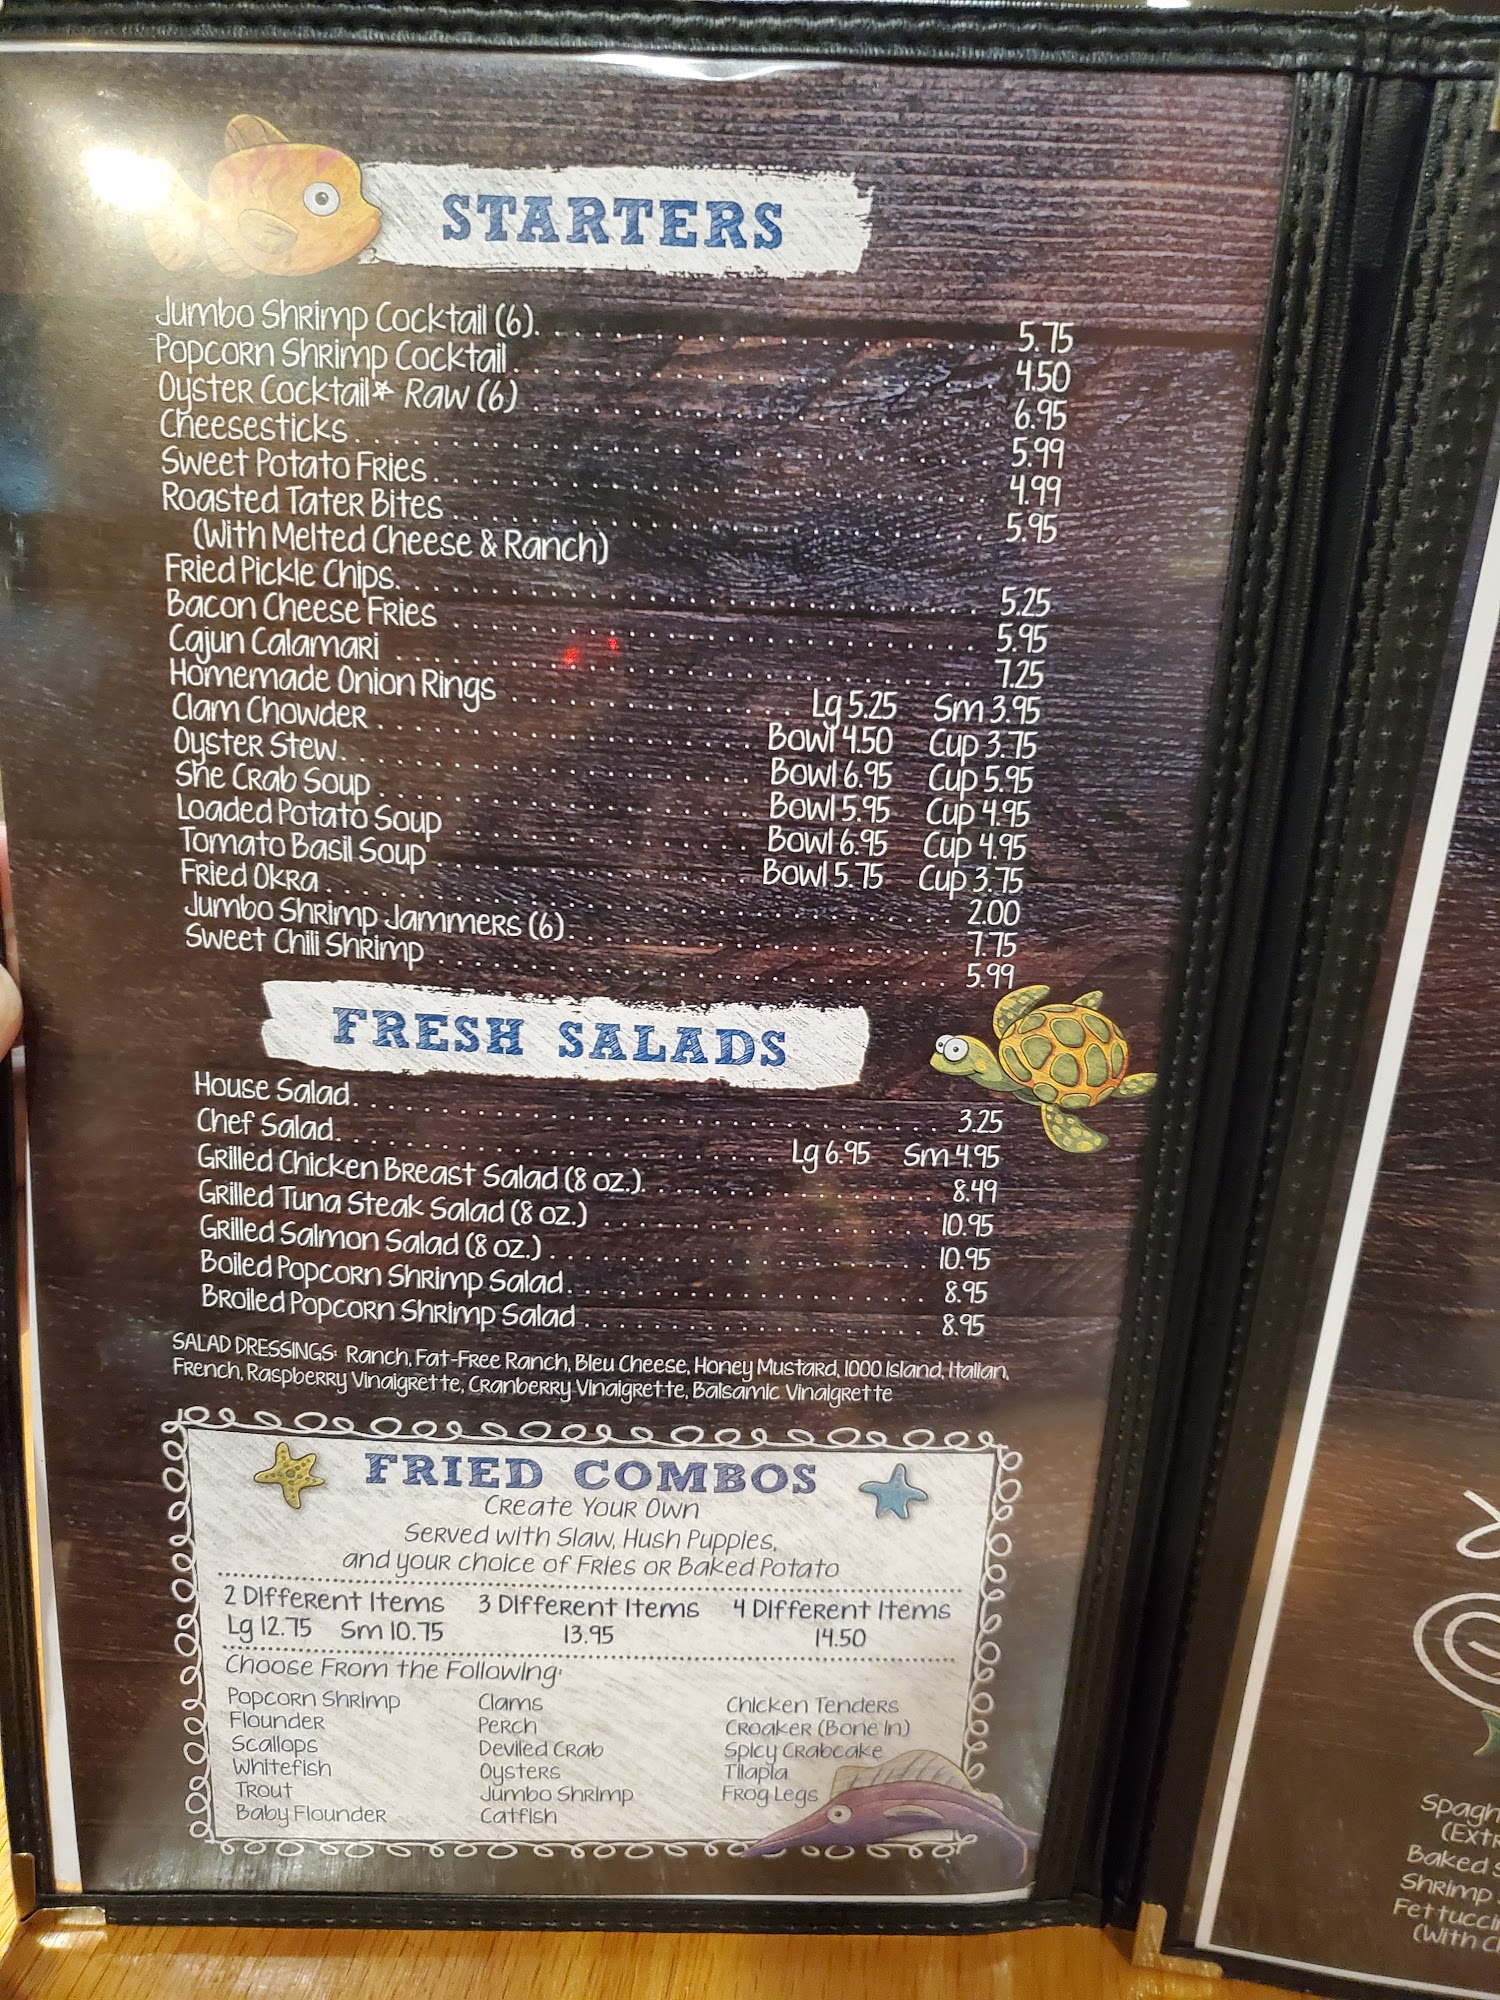 STARTERS
Jumbo Shrimp Cocktail (6) 5.75
Popcorn Shrimp Cocktail 4.50
Oyster Cocktail* Raw (6) 6.95
Cheesesticks 5.99
Sweet Potato Fries 4.99
Roasted Tater Bites 5.95
(With Melted Cheese & Ranch)
Fried Pickle Chips 5.25
Bacon Cheese Fries 5.95
Cajun Calamari 7.25
Homemade Onion Rings Lg 5.25 Sm 3.95
Clam Chowder Bowl 4.50 Cup 3.75
Oyster Stew Bowl 6.95 Cup 5.95
She Crab Soup Bowl 5.95 Cup 4.95
Loaded Potato Soup Bowl 6.95 Cup 4.95
Tomato Basil Soup Bowl 5.75 Cup 3.75
Fried Okra 2.00
Jumbo Shrimp Jammers (6) 7.75
Sweet Chili Shrimp 5.99
FRESH SALADS
House Salad 3.25
Chef Salad Lg 6.95 Sm 4.95
Grilled Chicken Breast Salad (8 oz.) 8.49
Grilled Tuna Steak Salad (8 oz.) 10.95
Grilled Salmon Salad (8 oz.) 10.95
Boiled Popcorn Shrimp Salad 8.95
Broiled Popcorn Shrimp Salad 8.95
SALAD DRESSINGS: Ranch, Fat-Free Ranch, Bleu Cheese, Honey Mustard, 1000 Island, Italian,
French, Raspberry Vinaigrette, Cranberry Vinaigrette, Balsamic Vinaigrette
FRIED COMBOS
Create Your Own
Served with Slaw, Hush Puppies,
and your choice of Fries or Baked Potato
2 Different Items 3 Different Items 4 Different Items
Lg 12.75 Sm 10.75 13.95 14.50
Choose From the Following:
Popcorn Shrimp Clams Chicken Tenders
Flounder Perch Croaker (Bone In)
Scallops Deviled Crab Spicy Crabcake
Whitefish Oysters Tilapia
Trout Jumbo Shrimp Frog Legs
Baby Flounder Catfish
Baked
Shrimp